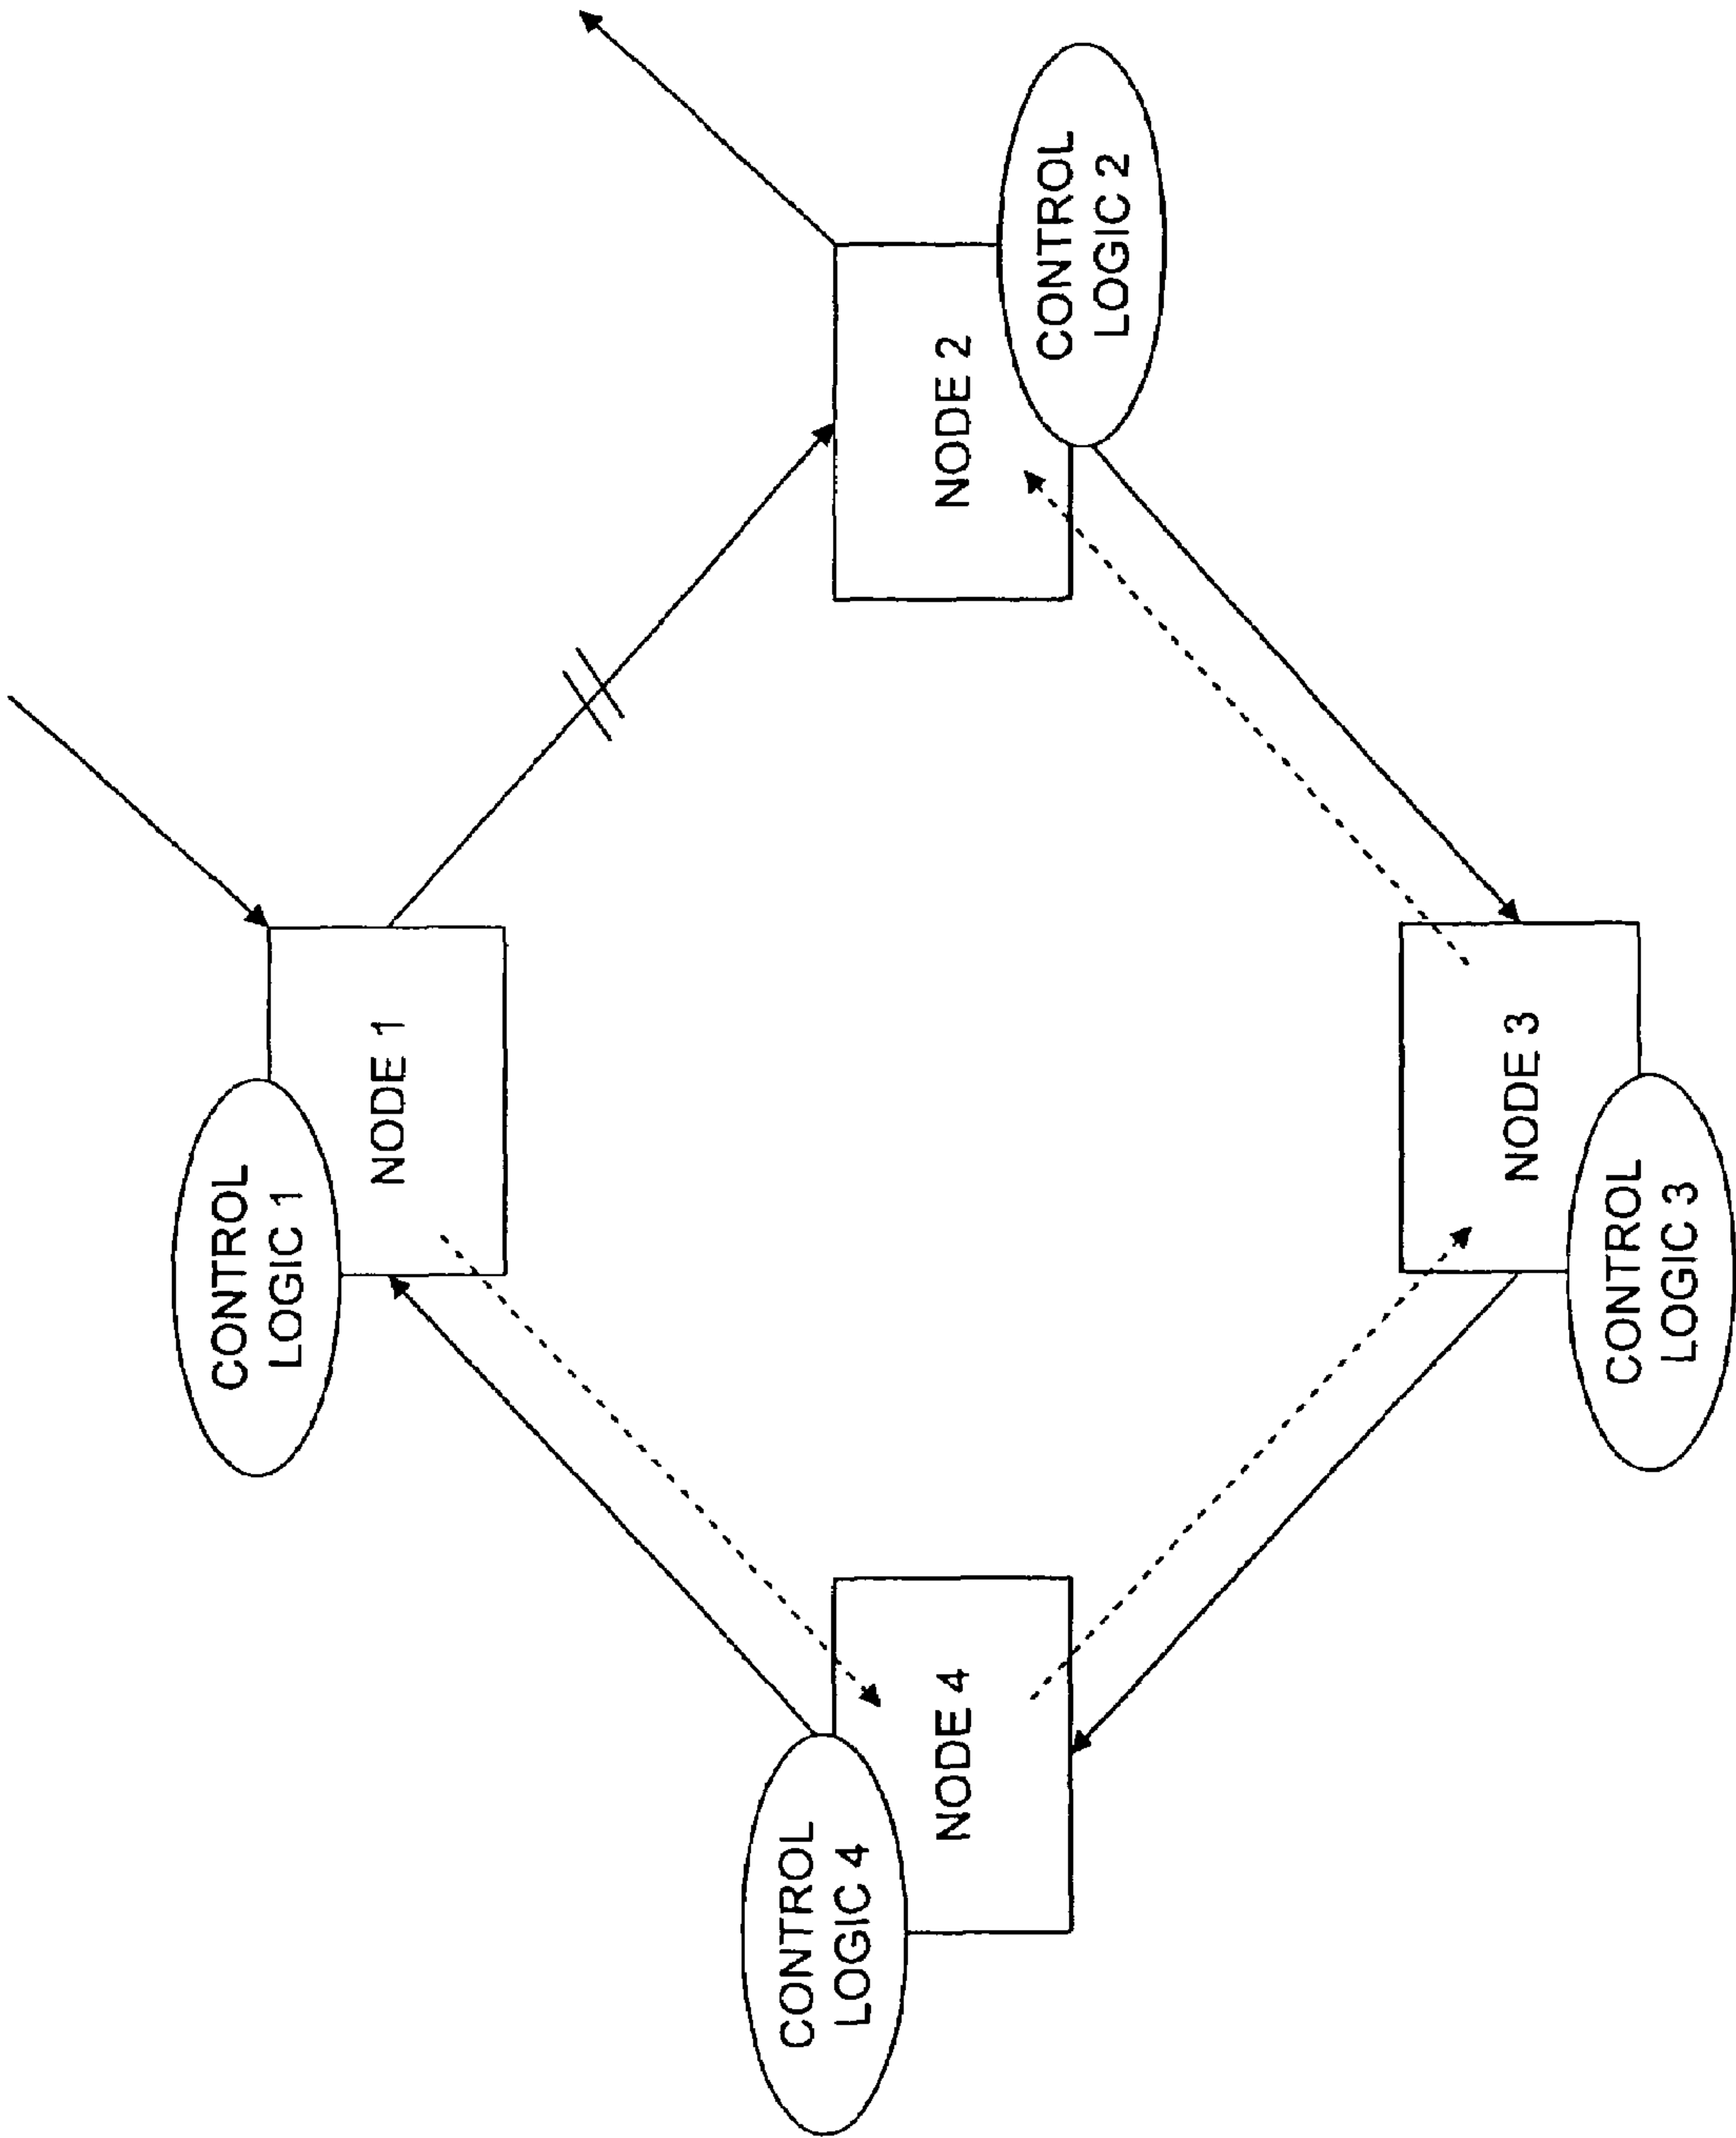 CONTROL
LOGIC 1
NODE 1
NODE 2
CONTROL
LOGIC 2
NODE 3
CONTROL
LOGIC 3
CONTROL
LOGIC 4
NODE 4